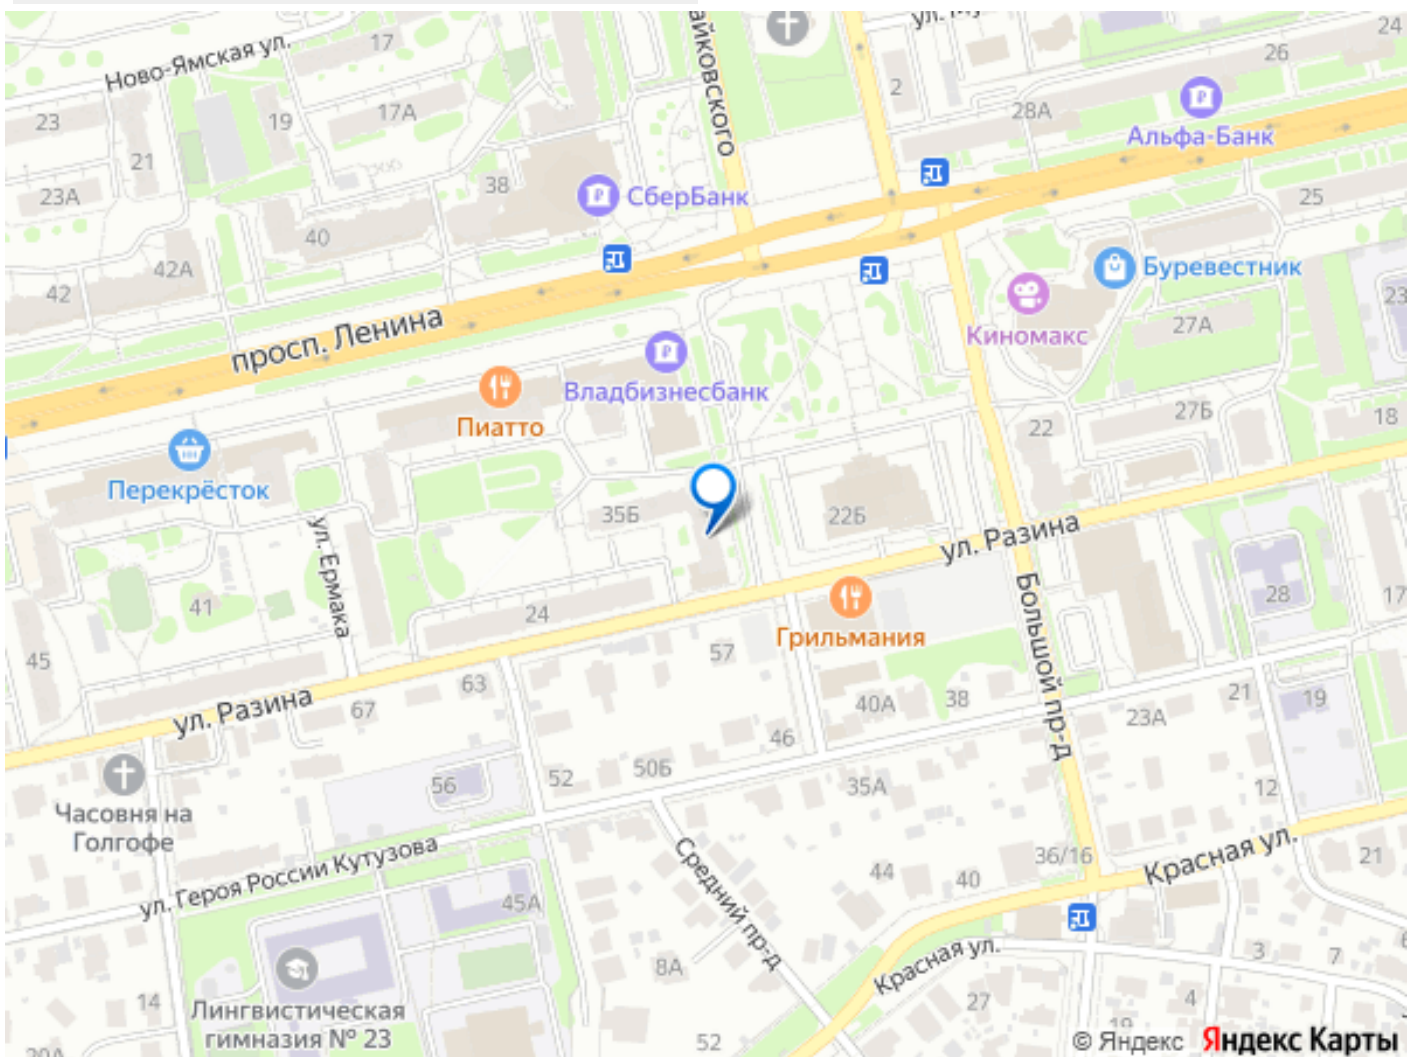 24
ул.
26
17
Ново-Ямская ул.
айковского
2
28А
Альфа-Банк
17А
19
23
21
23А
38
СберБанк
25
40
42А
42
Буревестник
23
Киномакс
27А
просп. Ленина
Владбизнесбанк
Пиатто
27Б
18
22
Перекрёсток
35Б
22Б
ул. Разина
ул. Ермака
41
24
Грильмания
28
17
Большой пр-д
45
57
63
67
ул. Разина
40А
38
21
19
23А
46
50Б
52
56
35А
12
Часовня на
Голгофе
ул. Героя России Кутузова
Средний пр-д
44
40
36/16
Красная ул.
21
45А
8А
Красная ул.
3
7
27
4
14
Лингвистическая
гимназия № 23
52
19
20А
© Яндекс Яндекс Карты